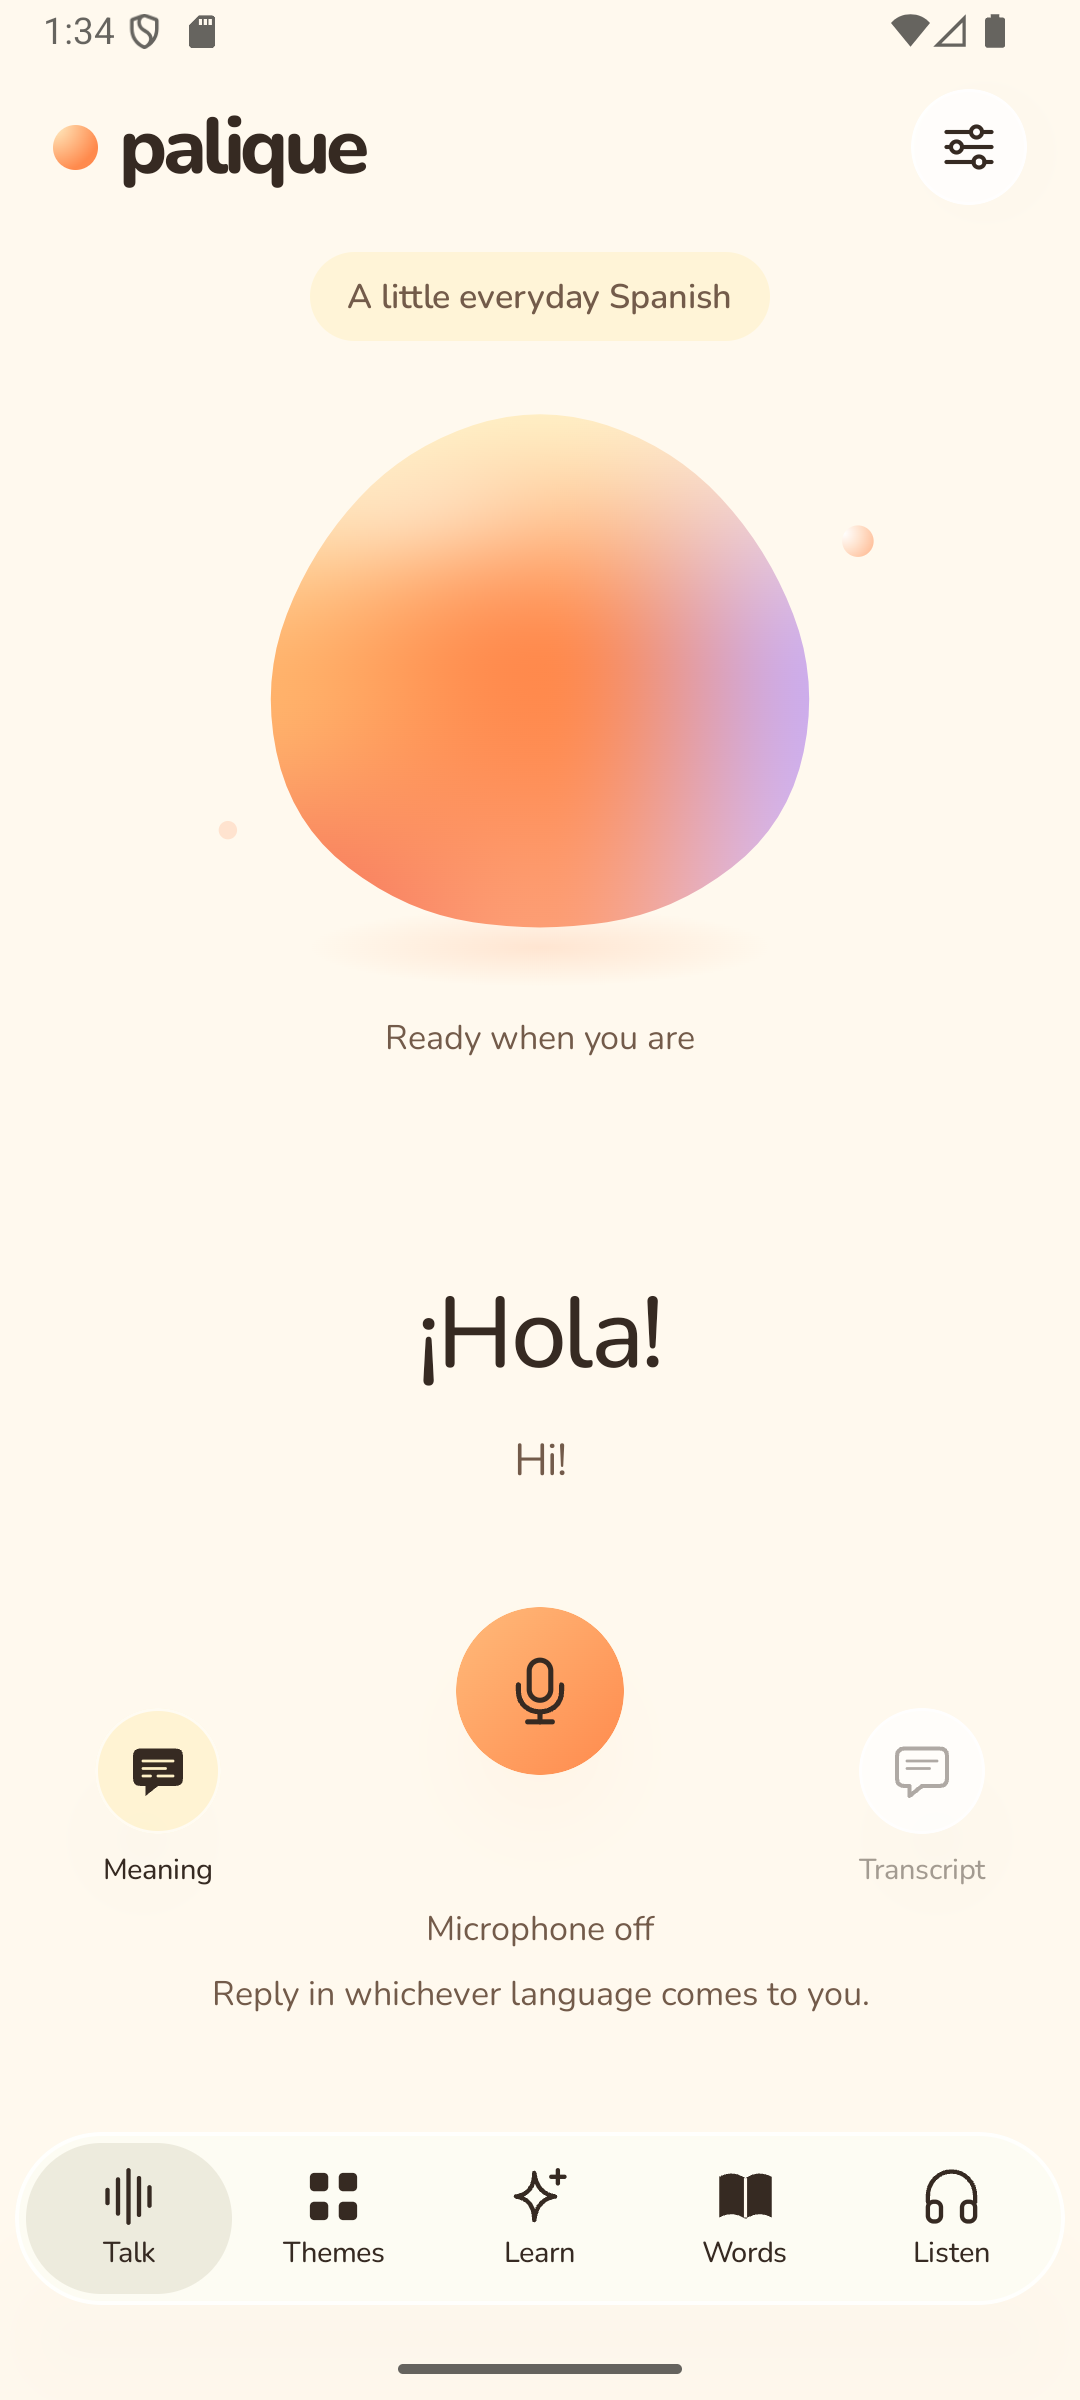 1:34
palique
A little everyday Spanish
Ready when you are
¡Hola!
Hi!
Meaning
Transcript
Microphone off
Reply in whichever language comes to you.
Talk
Themes
Learn
Words
Listen